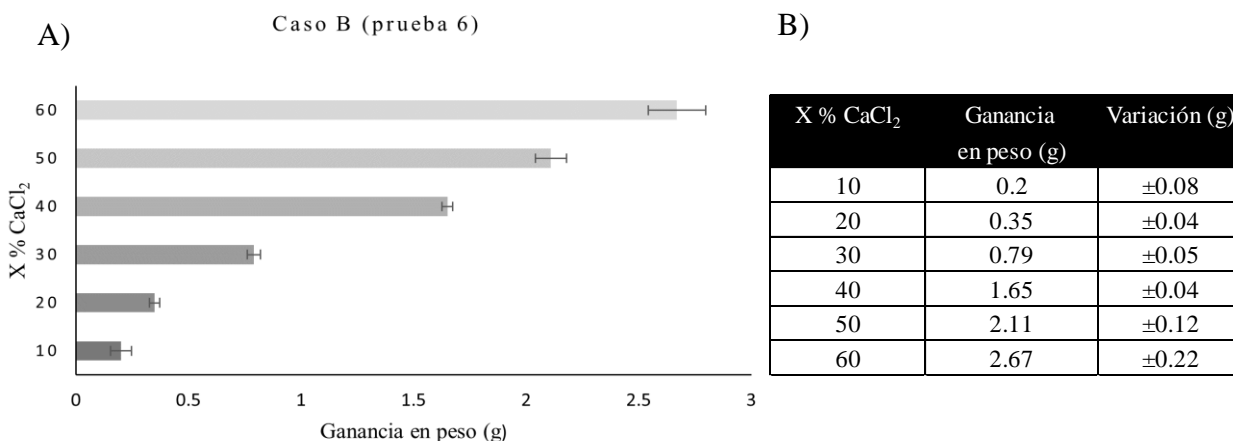 A)
Caso B (prueba 6)
X % CaCl₂
60
50
40
30
20
10
0
0.5
1
1.5
2
2.5
3
Ganancia en peso (g)
B)
X % CaCl₂ Ganancia en peso (g) Variación (g)
10 0.2 ±0.08
20 0.35 ±0.04
30 0.79 ±0.05
40 1.65 ±0.04
50 2.11 ±0.12
60 2.67 ±0.22